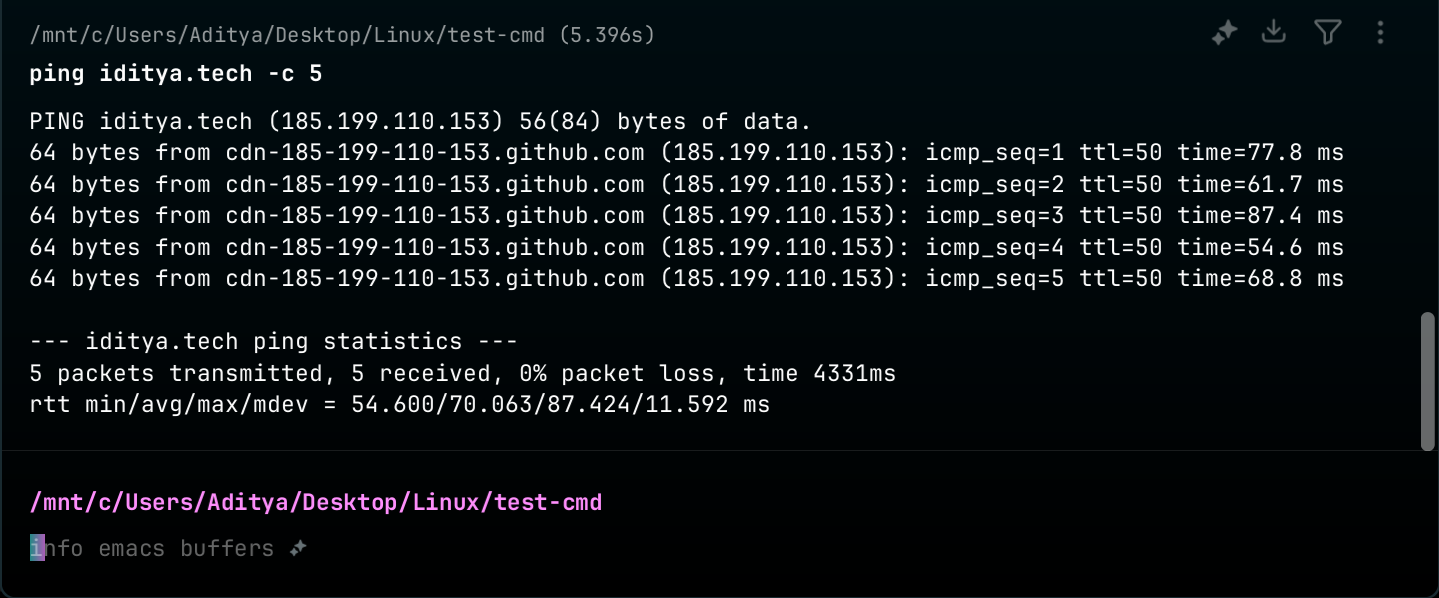 /mnt/c/Users/Aditya/Desktop/Linux/test-cmd (5.396s)
ping iditya.tech -c 5
PING iditya.tech (185.199.110.153) 56(84) bytes of data.
64 bytes from cdn-185-199-110-153.github.com (185.199.110.153): icmp_seq=1 ttl=50 time=77.8 ms
64 bytes from cdn-185-199-110-153.github.com (185.199.110.153): icmp_seq=2 ttl=50 time=61.7 ms
64 bytes from cdn-185-199-110-153.github.com (185.199.110.153): icmp_seq=3 ttl=50 time=87.4 ms
64 bytes from cdn-185-199-110-153.github.com (185.199.110.153): icmp_seq=4 ttl=50 time=54.6 ms
64 bytes from cdn-185-199-110-153.github.com (185.199.110.153): icmp_seq=5 ttl=50 time=68.8 ms
--- iditya.tech ping statistics ---
5 packets transmitted, 5 received, 0% packet loss, time 4331ms
rtt min/avg/max/mdev = 54.600/70.063/87.424/11.592 ms
/mnt/c/Users/Aditya/Desktop/Linux/test-cmd
info emacs buffers